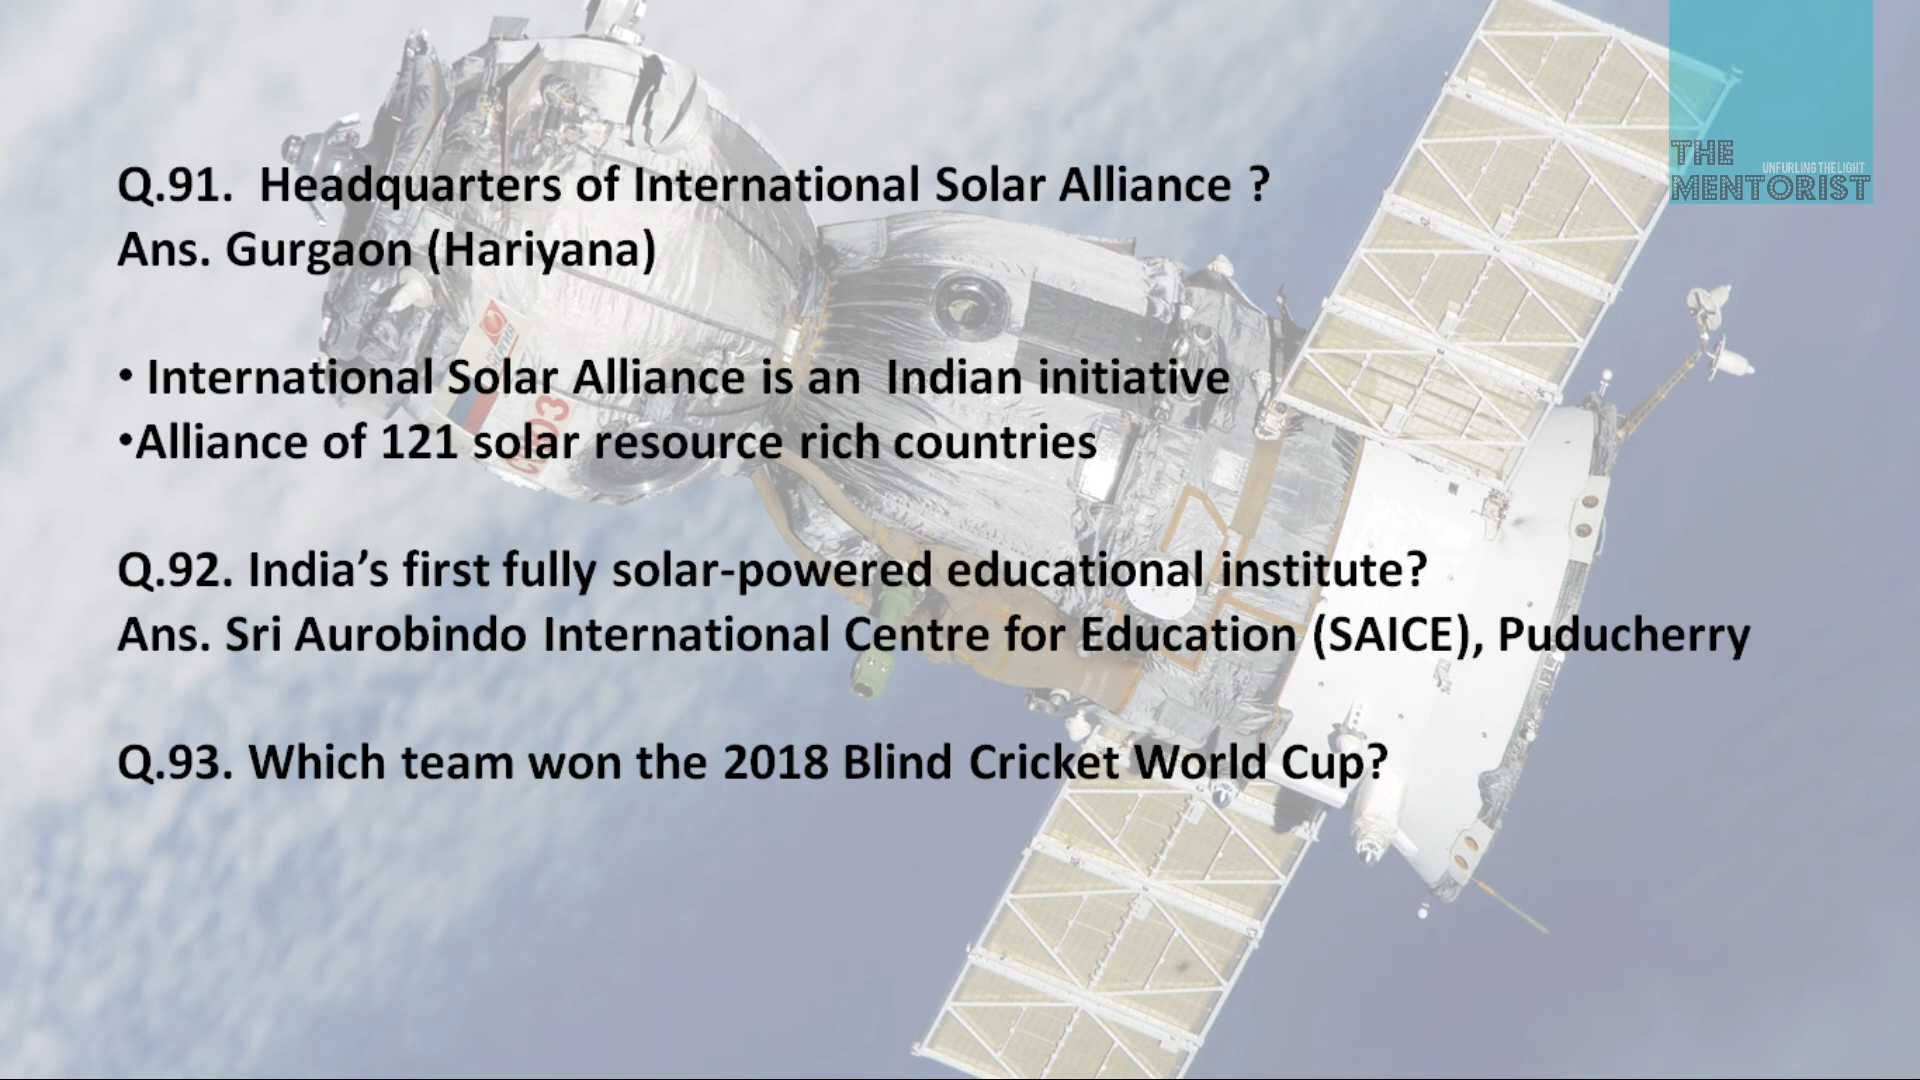 THE
UNFURLING THE LIGHT
MENTORIST
Q.91.  Headquarters of International Solar Alliance ?
Ans. Gurgaon (Hariyana)
• International Solar Alliance is an  Indian initiative
•Alliance of 121 solar resource rich countries
Q.92. India’s first fully solar-powered educational institute?
Ans. Sri Aurobindo International Centre for Education (SAICE), Puducherry
Q.93. Which team won the 2018 Blind Cricket World Cup?